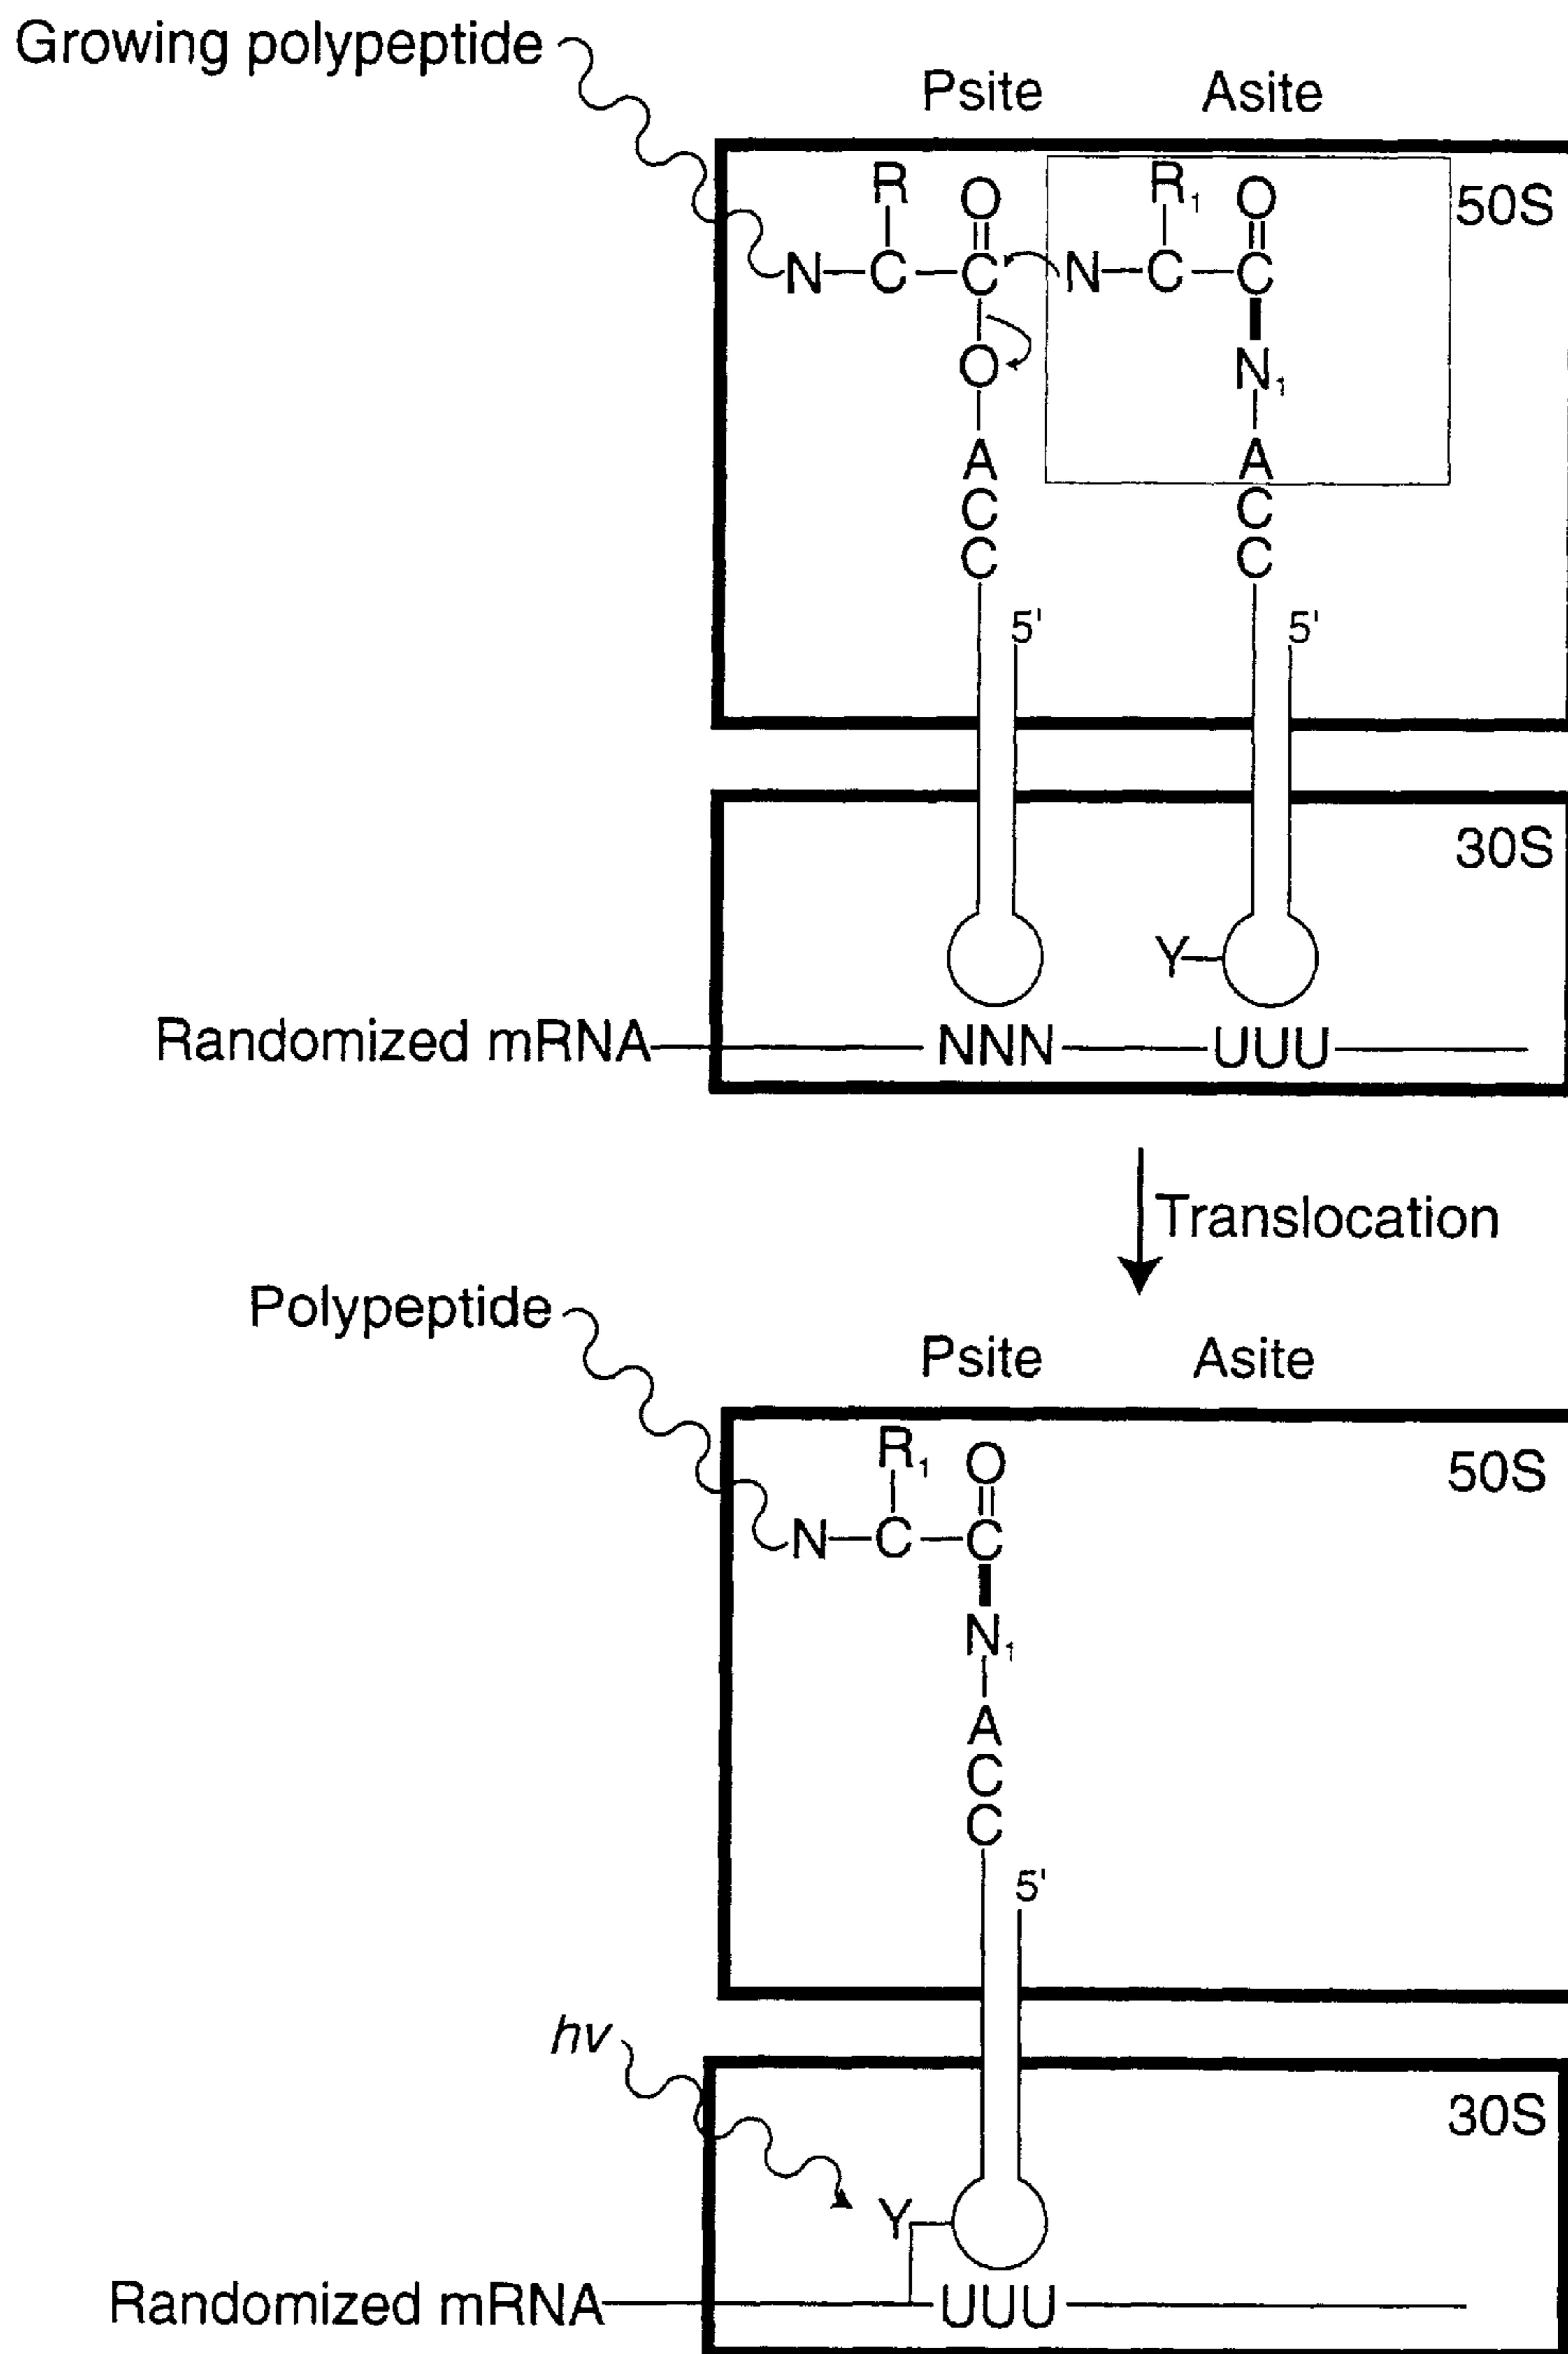 Growing polypeptide
Psite Asite
R O R1 O 50S
N—C—C N—C—C
O N1
A A
C C
C C
5' 5'
30S
Y
Randomized mRNA NNN UUU
Translocation
Polypeptide
Psite Asite
R1 O 50S
N—C—C
N1
A
C
C
5'
hv
30S
Y
Randomized mRNA UUU